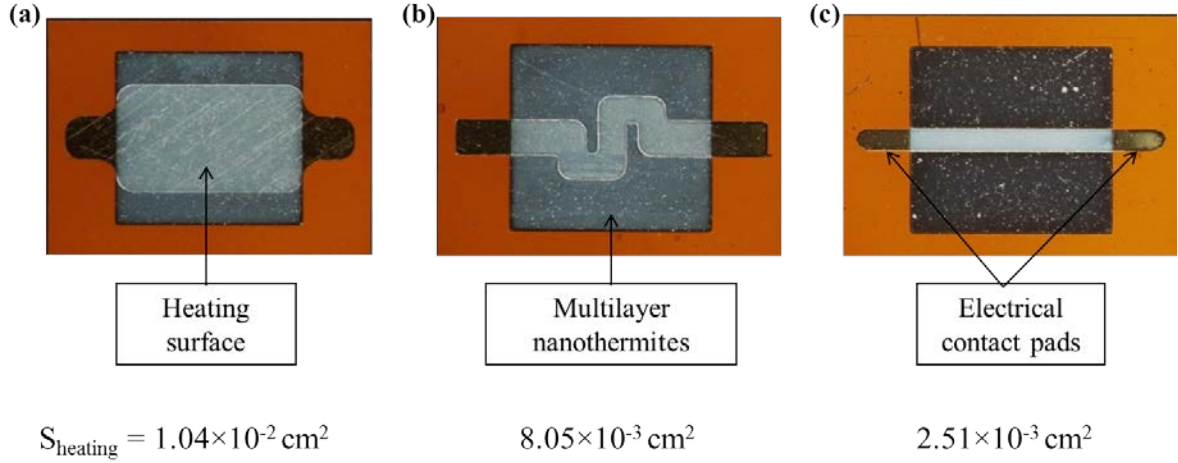 (a)
(b)
(c)
Heating
surface
Multilayer
nanothermites
Electrical
contact pads
S_heating = 1.04×10⁻² cm²
8.05×10⁻³ cm²
2.51×10⁻³ cm²